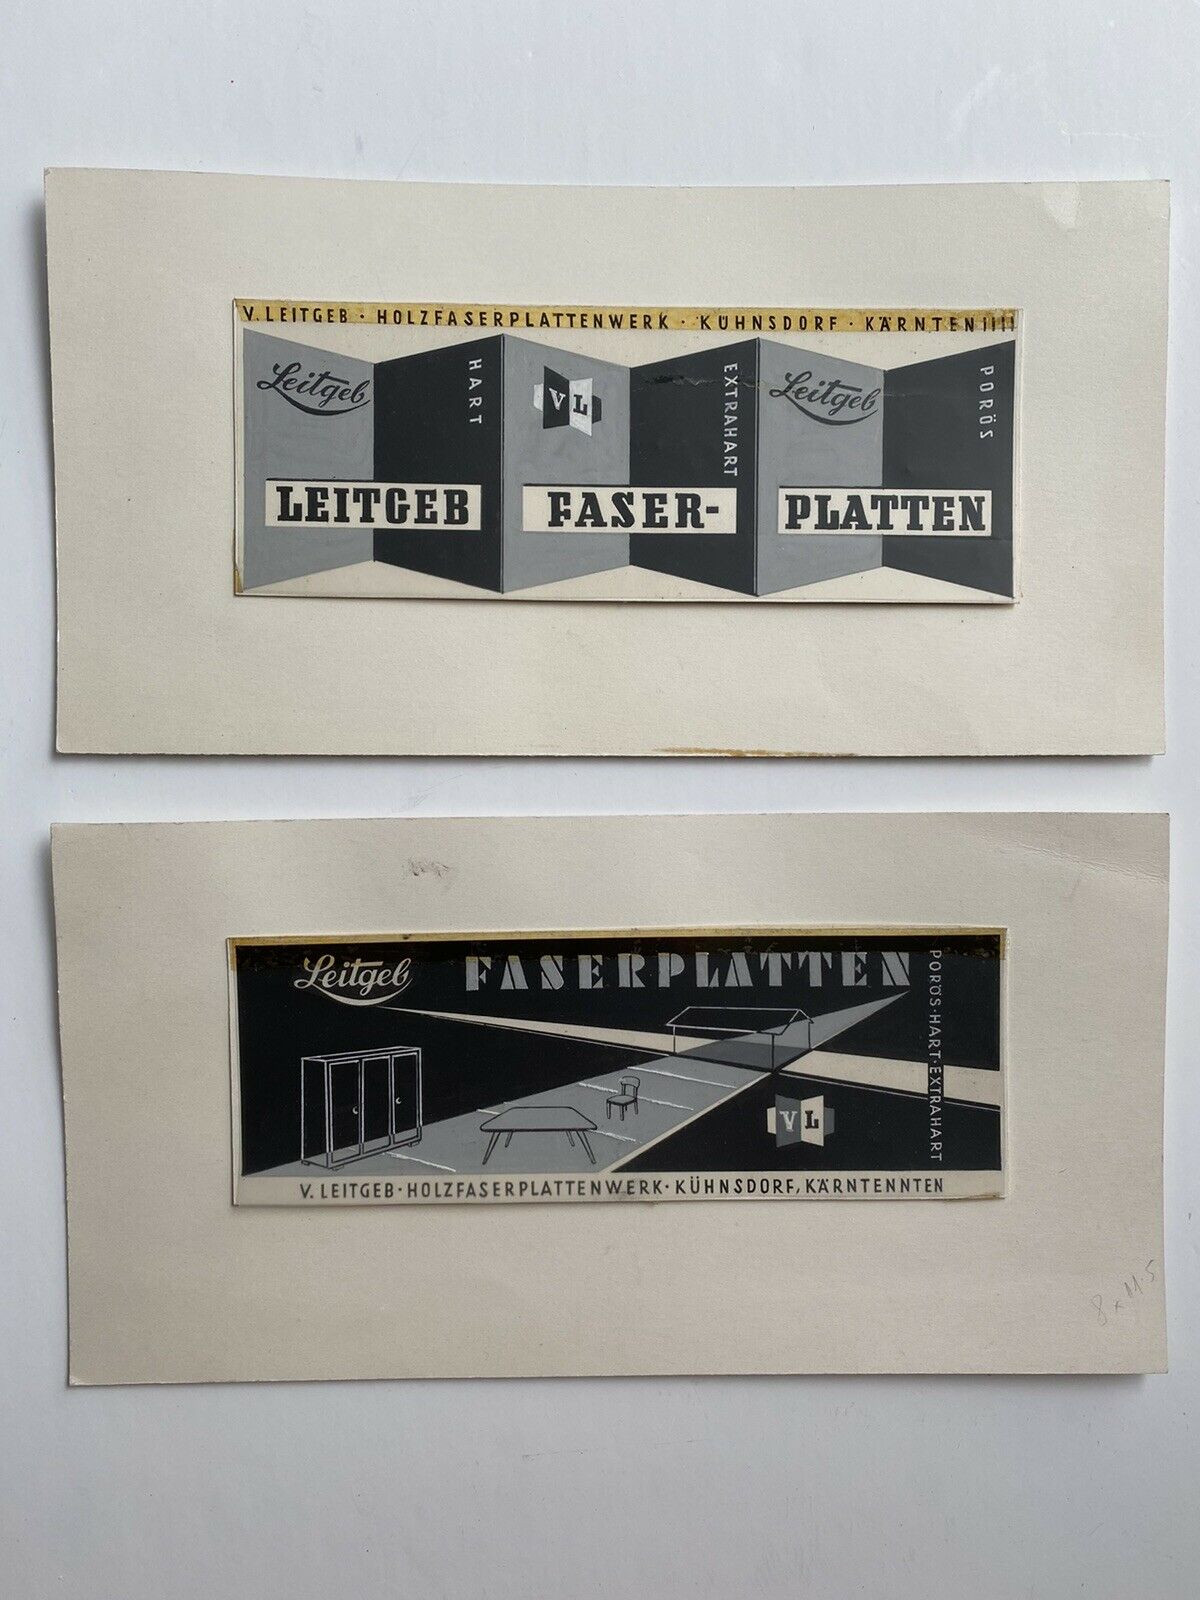 V. LEITGEB · HOLZFASERPLATTENWERK · KÜHNSDORF · KÄRNTEN
Leitgeb
HART
VL
EXTRAHART
Leitgeb
PORÖS
LEITGEB
FASER-
PLATTEN
Leitgeb
FASERPLATTEN
PORÖS·HART·EXTRAHART
VL
V. LEITGEB·HOLZFASERPLATTENWERK·KÜHNSDORF, KÄRNTENNTEN
8 x 11.5